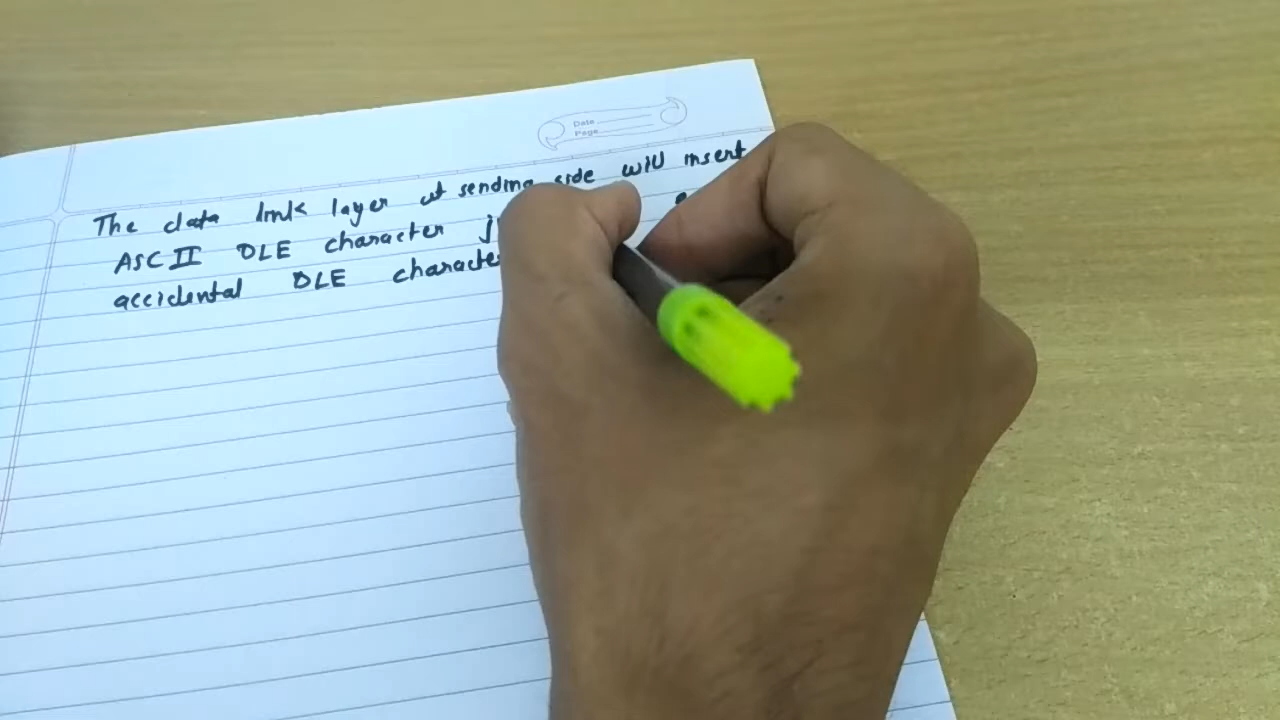 Date
Page
The data link layer at sending side will insert
ASCII DLE character
accidental DLE character